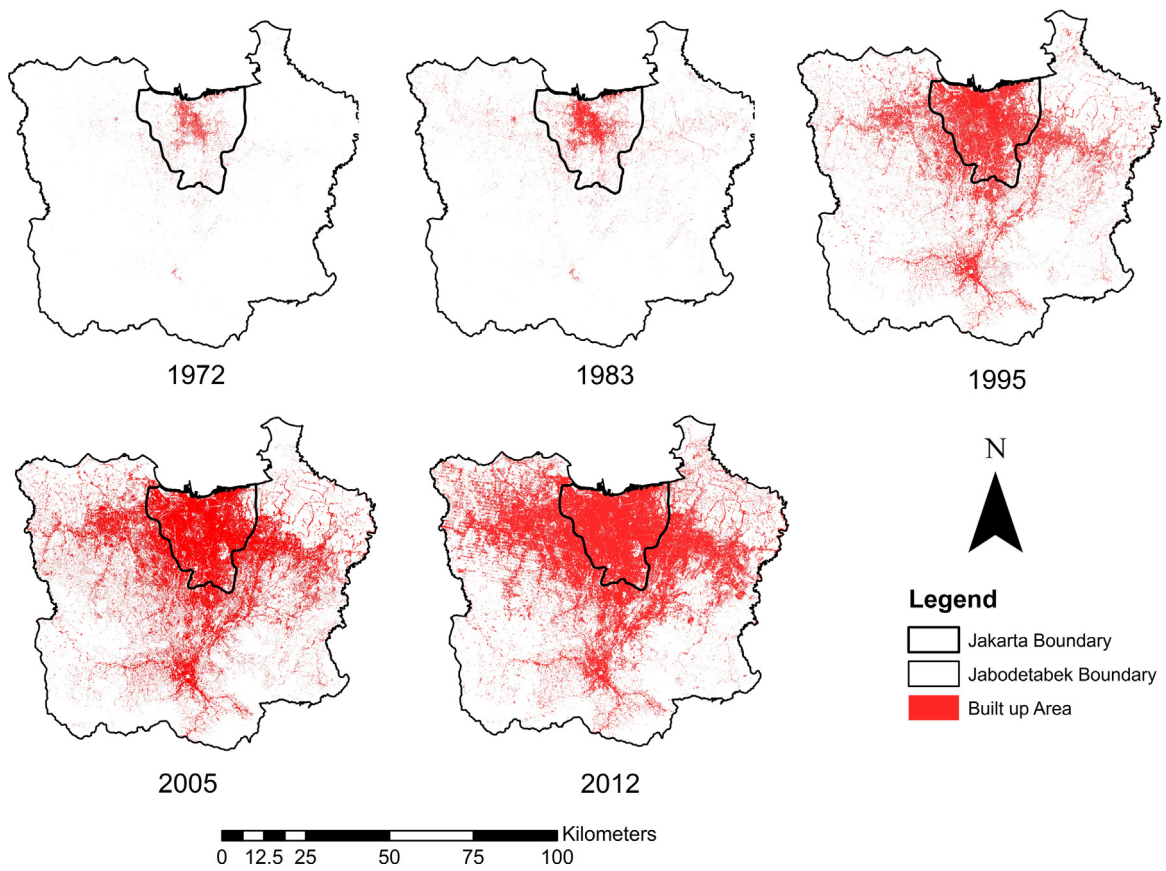 1972
1983
1995
2005
2012
N
Legend
Jakarta Boundary
Jabodetabek Boundary
Built up Area
Kilometers
0 12.5 25 50 75 100